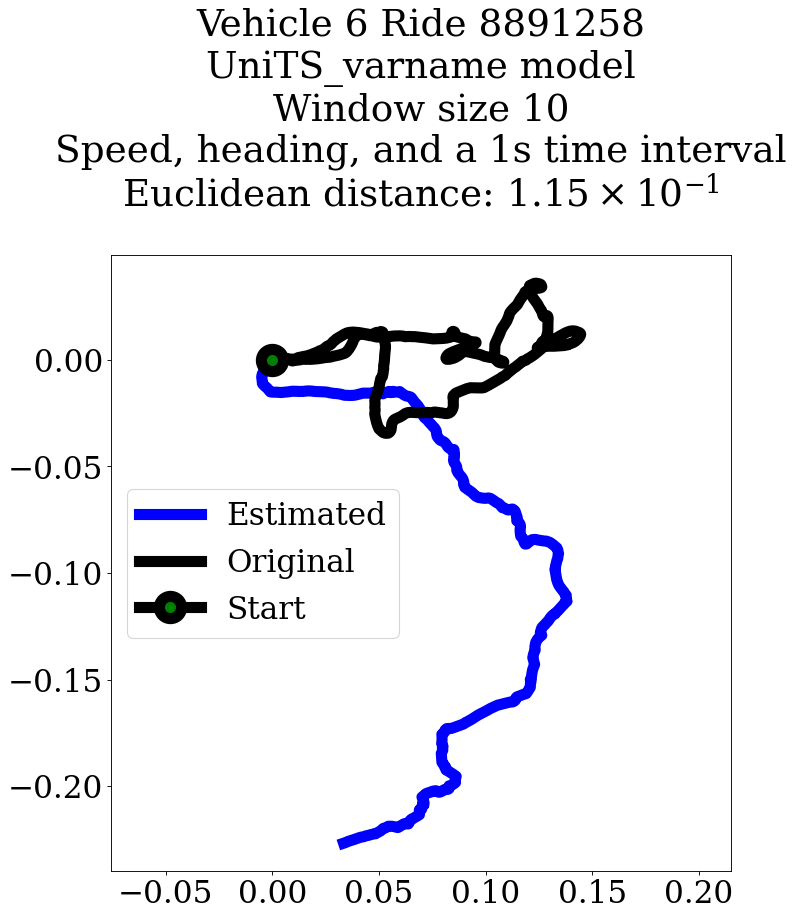 Vehicle 6 Ride 8891258
UniTS_varname model
Window size 10
Speed, heading, and a 1s time interval
Euclidean distance: 1.15 × 10⁻¹
0.00
−0.05
−0.10
−0.15
−0.20
Estimated
Original
Start
−0.05 0.00 0.05 0.10 0.15 0.20